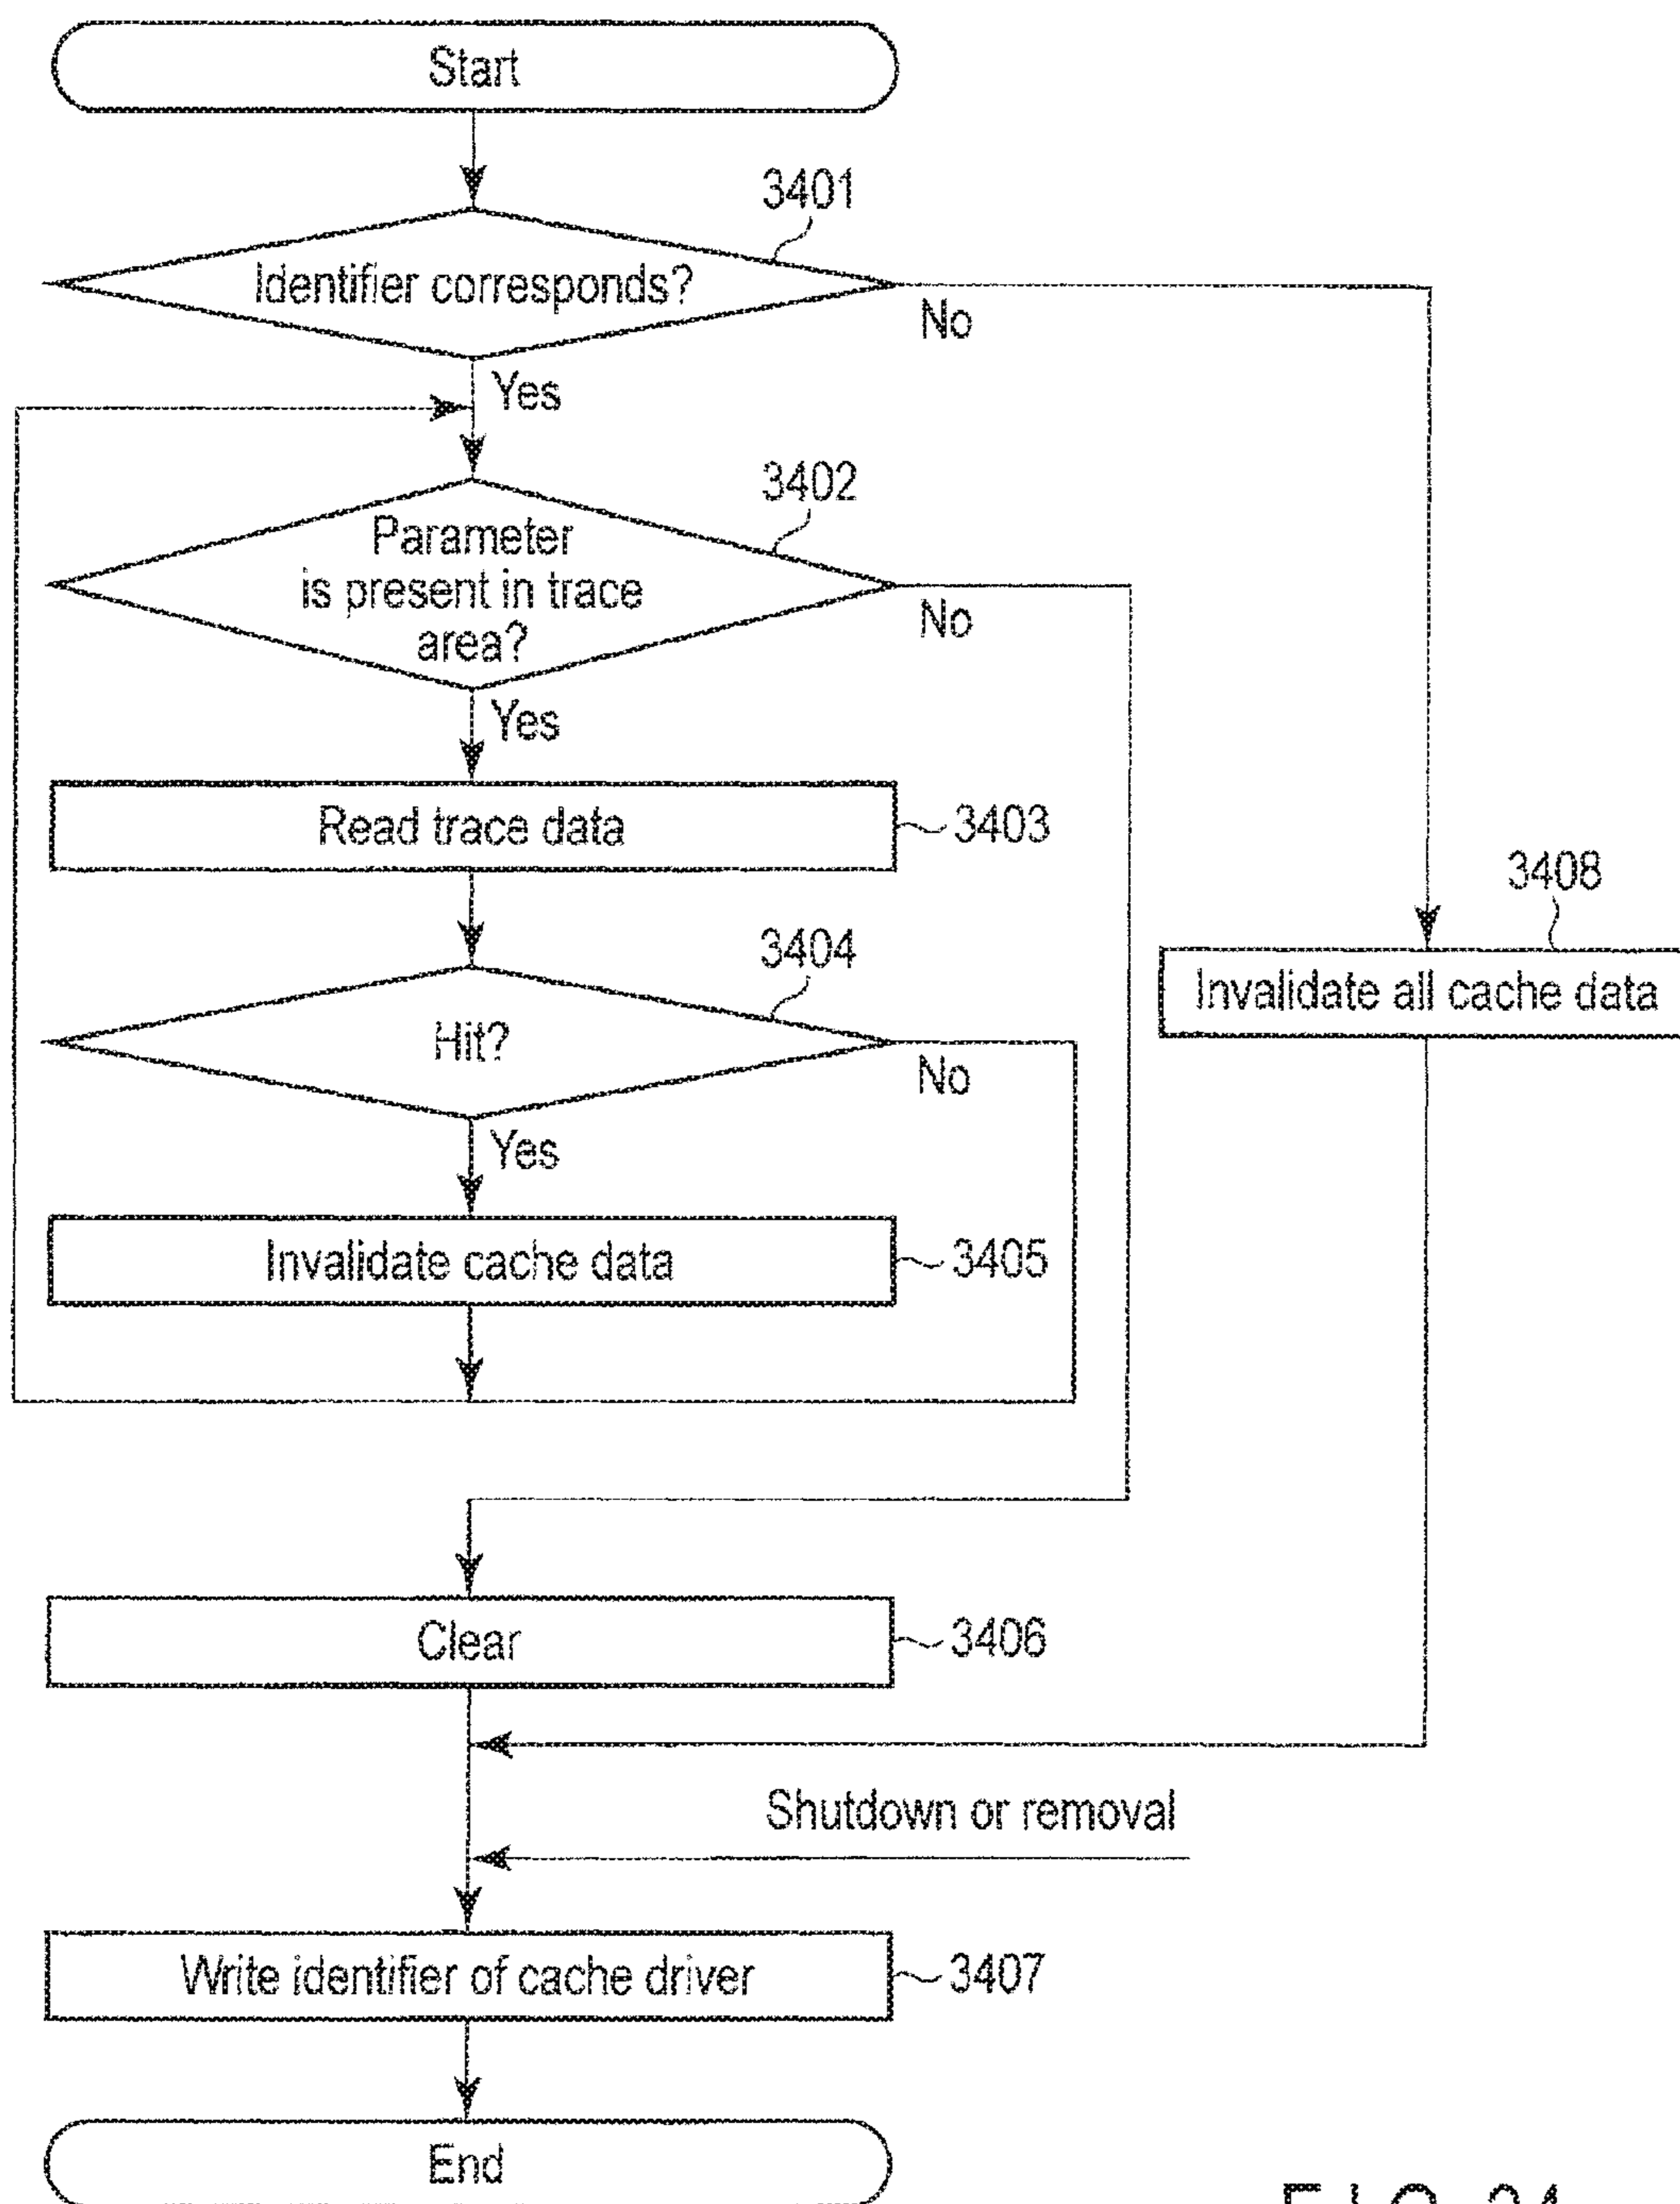 Start
3401
Identifier corresponds?
No
Yes
3402
Parameter
is present in trace
area?
No
Yes
Read trace data
3403
3408
3404
Invalidate all cache data
Hit?
No
Yes
Invalidate cache data
3405
Clear
3406
Shutdown or removal
Write identifier of cache driver
3407
End
FIG. 34